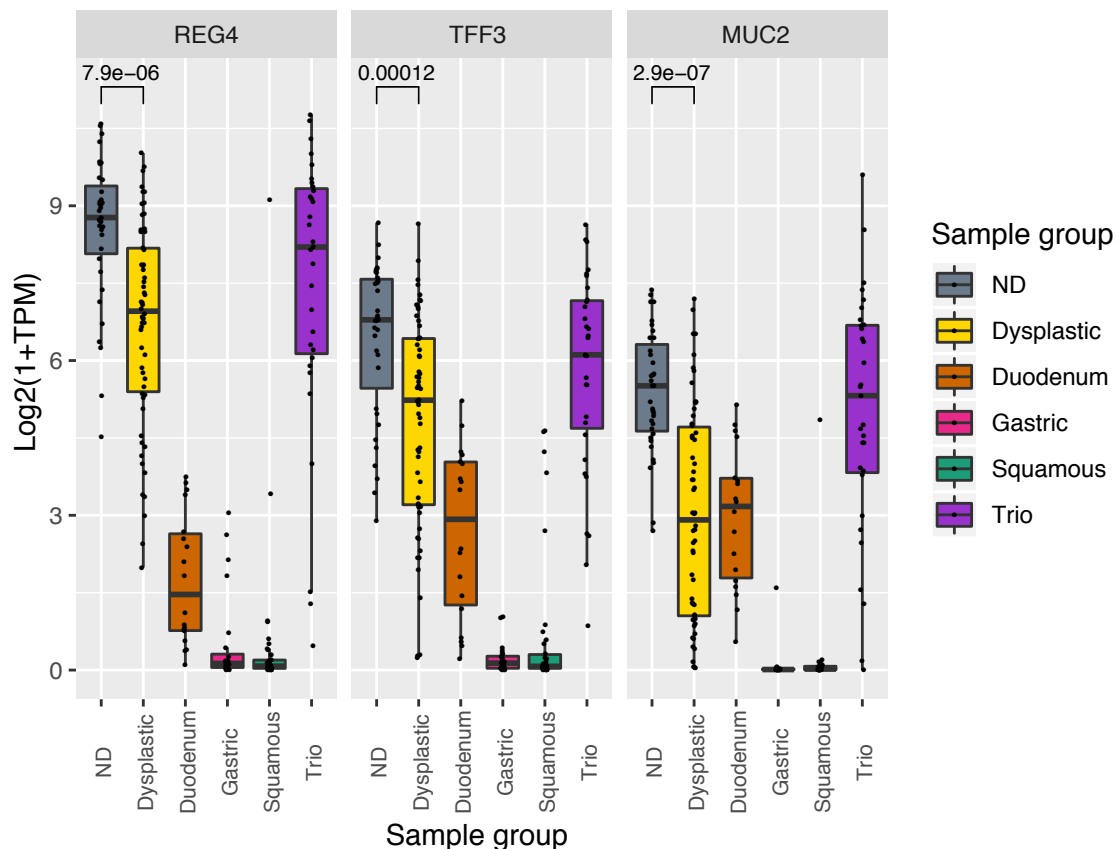 REG4 TFF3 MUC2
7.9e−06 0.00012 2.9e−07
Log2(1+TPM)
9
6
3
0
ND Dysplastic Duodenum Gastric Squamous Trio ND Dysplastic Duodenum Gastric Squamous Trio ND Dysplastic Duodenum Gastric Squamous Trio
Sample group
Sample group
ND
Dysplastic
Duodenum
Gastric
Squamous
Trio